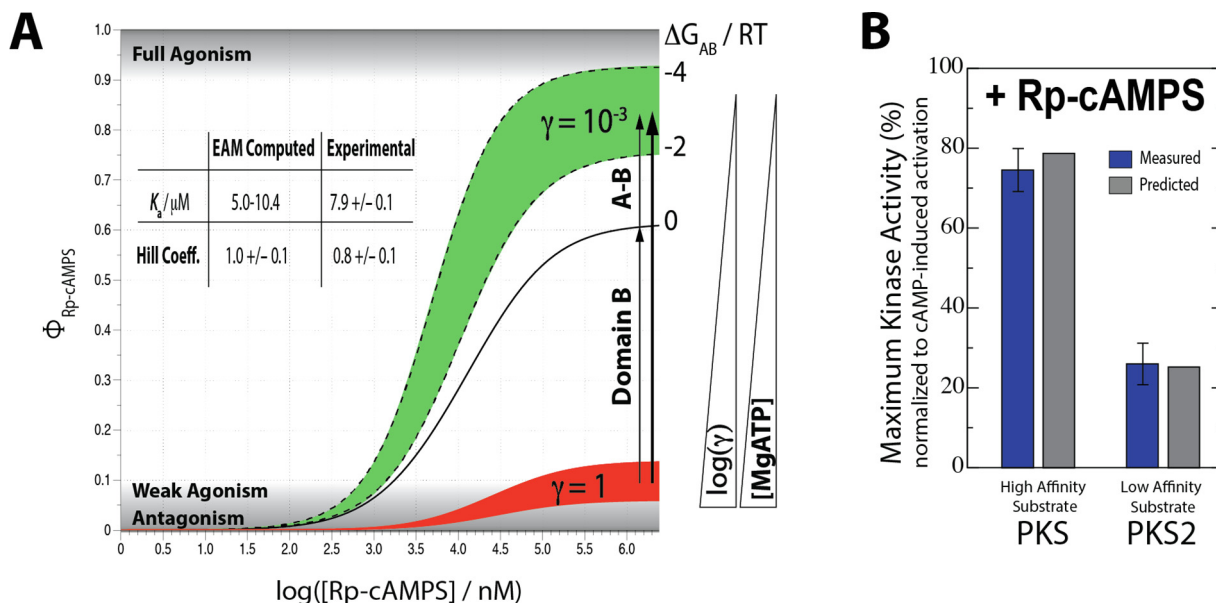 A
Full Agonism
1.0
0.9
0.8
0.7
0.6
0.5
0.4
0.3
0.2
0.1
0
Φ Rp-cAMPS
EAM Computed Experimental
Ka/μM 5.0-10.4 7.9 +/- 0.1
Hill Coeff. 1.0 +/- 0.1 0.8 +/- 0.1
γ = 10-3
γ = 1
A-B
Domain B
Weak Agonism
Antagonism
0 0.5 1.0 1.5 2.0 2.5 3.0 3.5 4.0 4.5 5.0 5.5 6.0
log([Rp-cAMPS] / nM)
ΔGAB / RT
-4
-2
0
log(γ)
[MgATP]
B
+ Rp-cAMPS
Measured
Predicted
Maximum Kinase Activity (%)
normalized to cAMP-induced activation
100
80
60
40
20
0
High Affinity
Substrate
PKS
Low Affinity
Substrate
PKS2